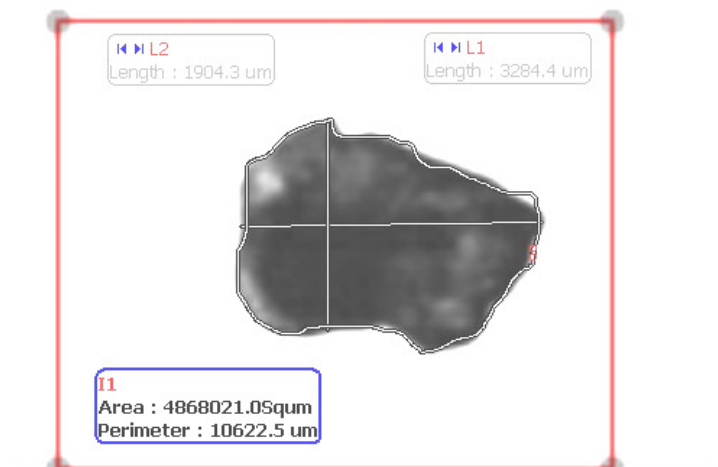 L2
Length : 1904.3 um
L1
Length : 3284.4 um
I1
Area : 4868021.0Squm
Perimeter : 10622.5 um